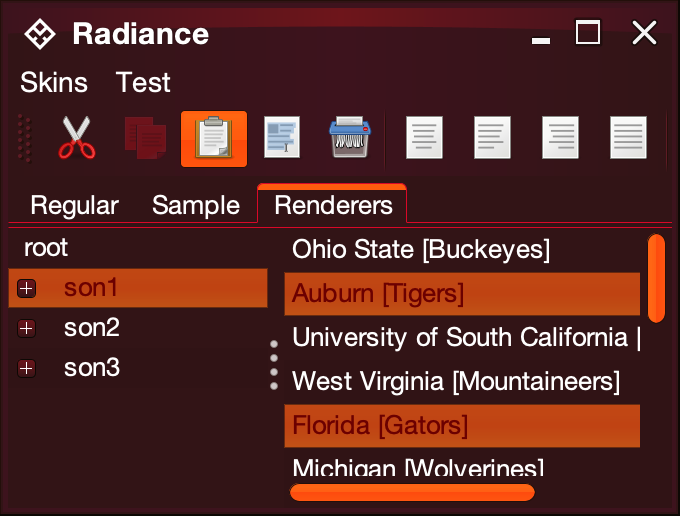 Radiance
Skins Test
Regular Sample Renderers
root
son1
son2
son3
Ohio State [Buckeyes]
Auburn [Tigers]
University of South California [
West Virginia [Mountaineers]
Florida [Gators]
Michigan [Wolverines]